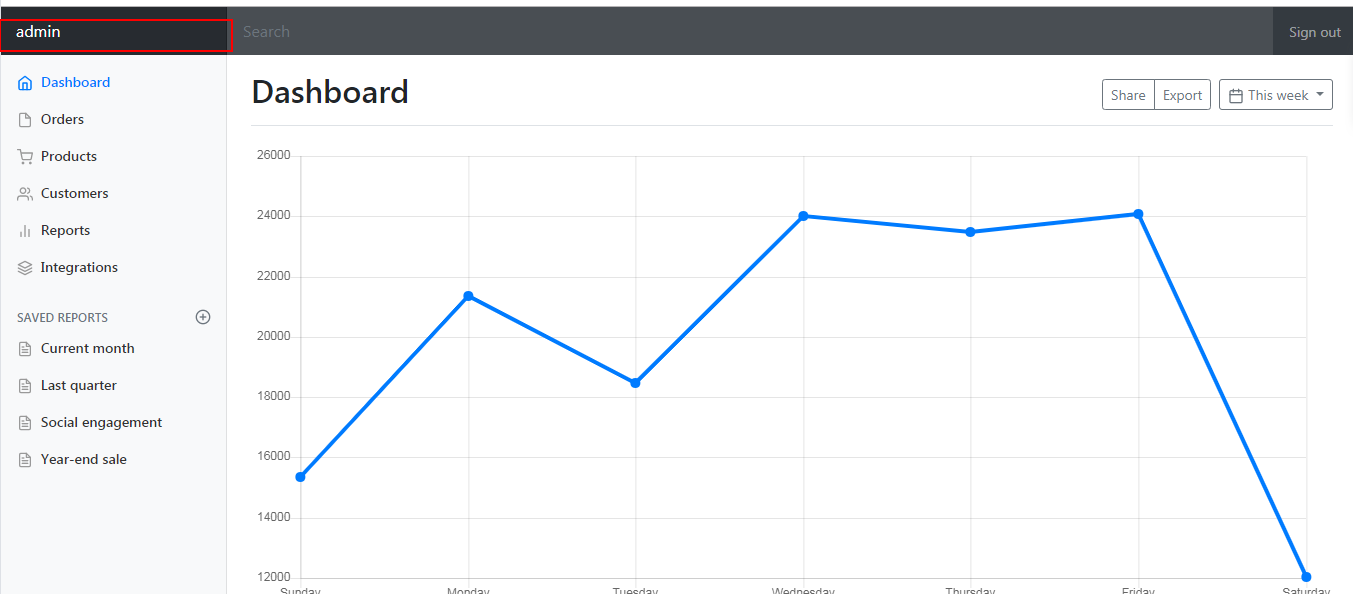 admin
Search
Sign out
Dashboard
Orders
Products
Customers
Reports
Integrations
SAVED REPORTS
Current month
Last quarter
Social engagement
Year-end sale
Dashboard
Share
Export
This week
26000
24000
22000
20000
18000
16000
14000
12000
Sunday
Monday
Tuesday
Wednesday
Thursday
Friday
Saturday